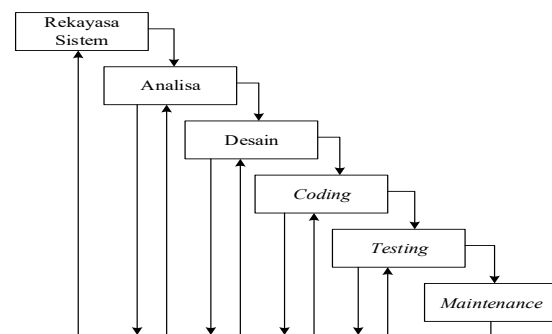 Rekayasa
Sistem
Analisa
Desain
Coding
Testing
Maintenance